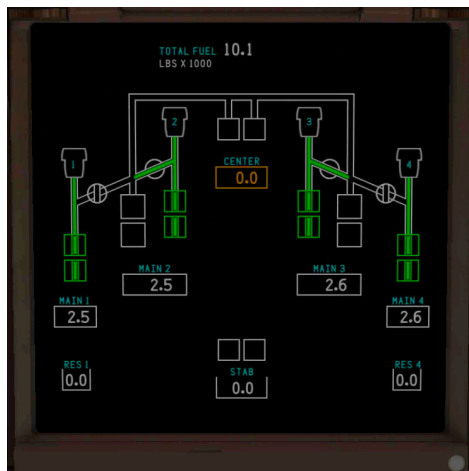 TOTAL FUEL 10.1
LBS X 1000
2
3
1
4
CENTER
0.0
MAIN 2
2.5
MAIN 3
2.6
MAIN 1
2.5
MAIN 4
2.6
RES 1
0.0
STAB
0.0
RES 4
0.0